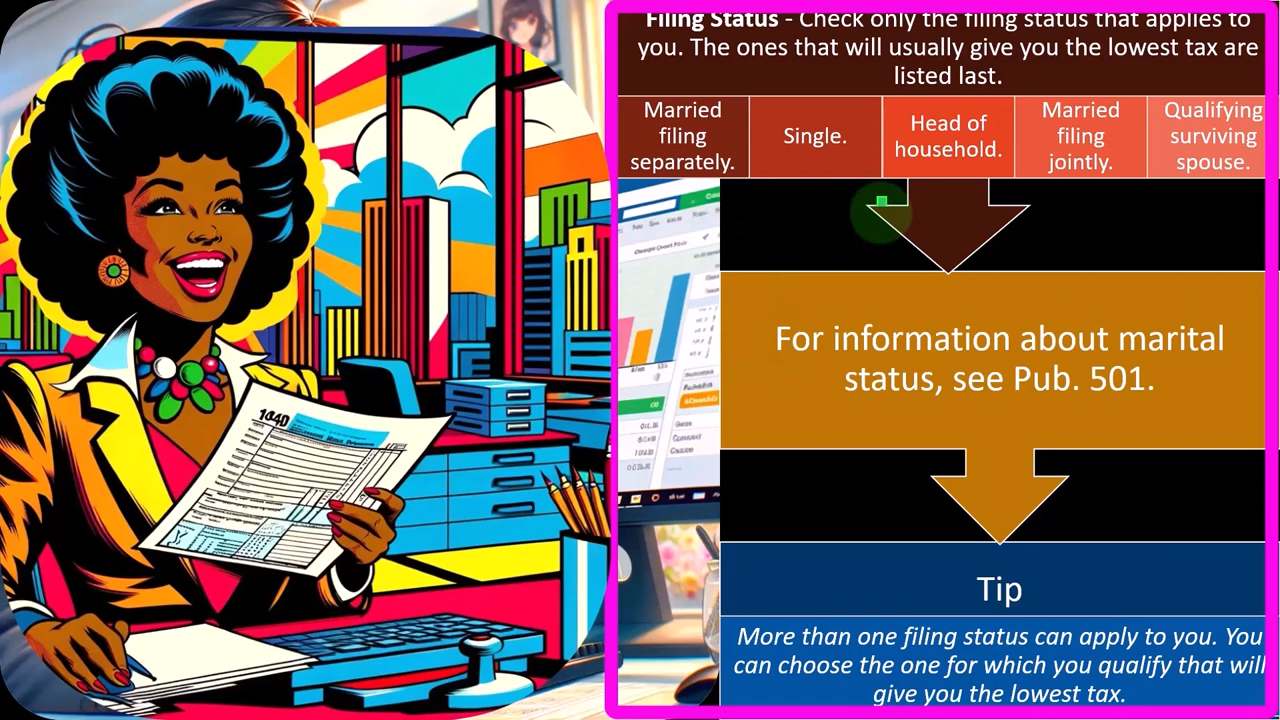 Filing Status - Check only the filing status that applies to
you. The ones that will usually give you the lowest tax are
listed last.
Married
filing
separately.
Single.
Head of
household.
Married
filing
jointly.
Qualifying
surviving
spouse.
For information about marital
status, see Pub. 501.
Tip
More than one filing status can apply to you. You
can choose the one for which you qualify that will
give you the lowest tax.
1040